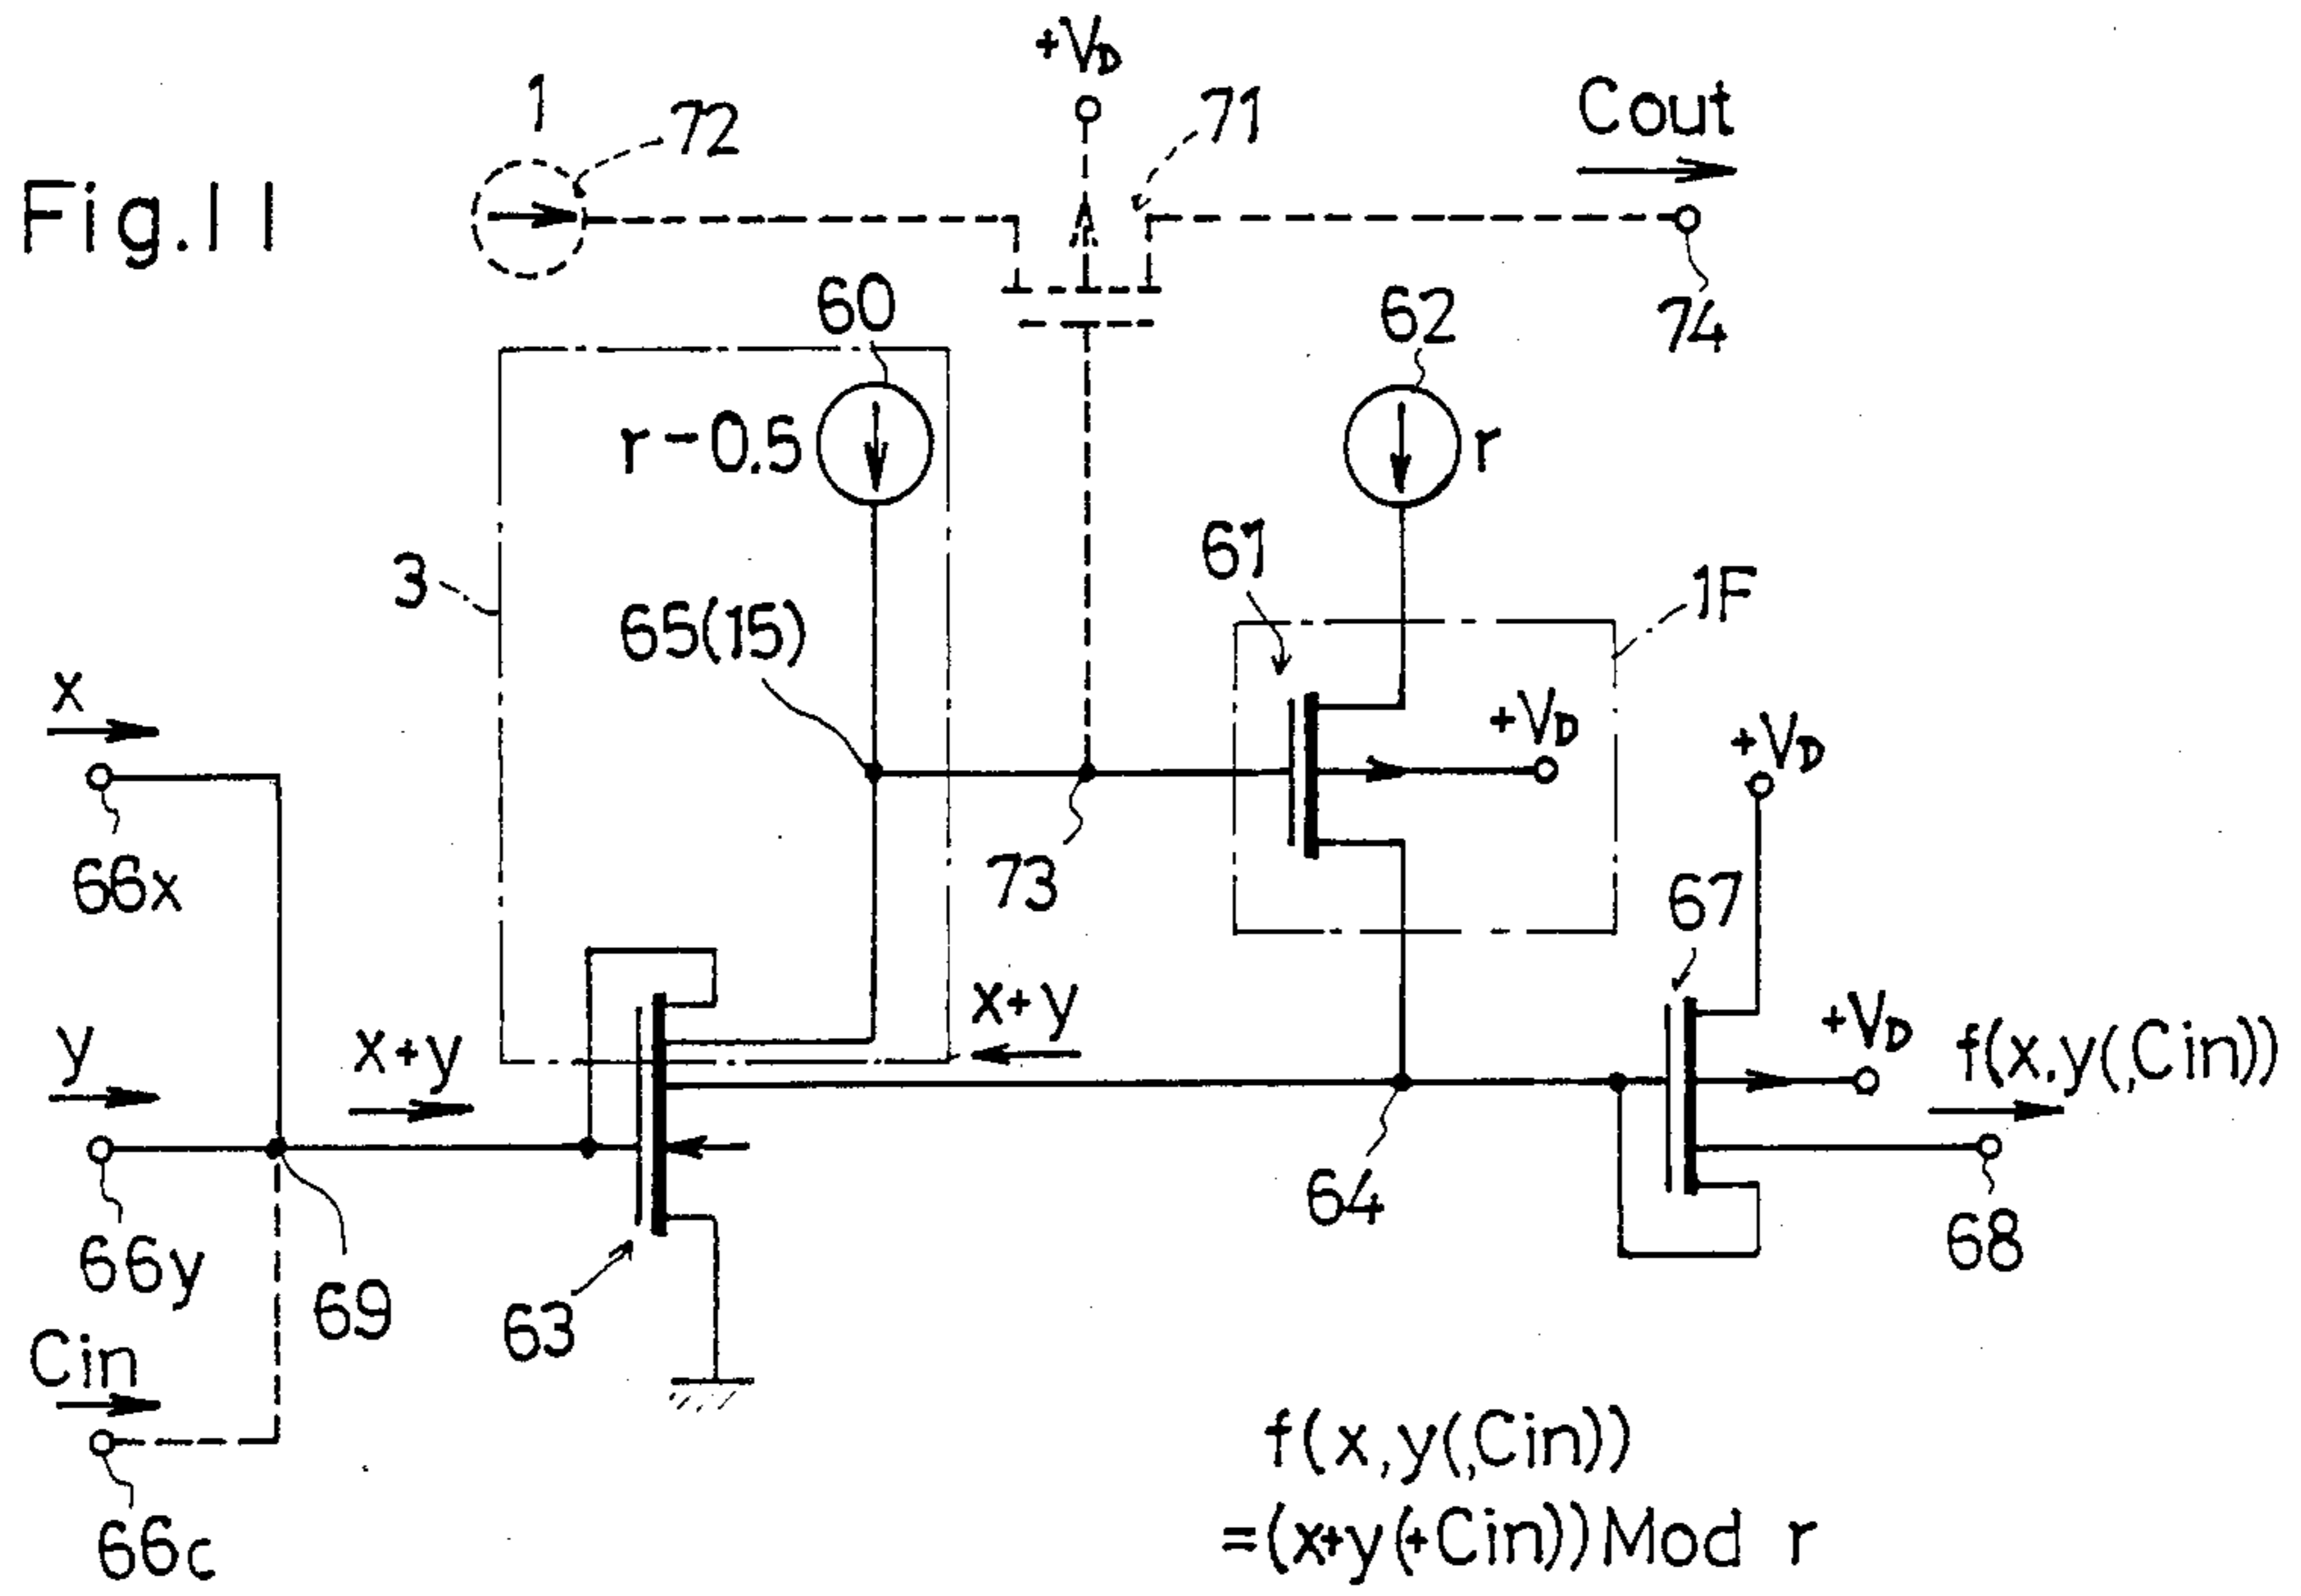 Fig.11
1
72
+VD
71
Cout
74
60
62
r-0.5
r
3
65(15)
61
1F
+VD
x
66x
73
67
+VD
y
x+y
x+y
+VD
f(x,y(,Cin))
66y
69
63
64
68
Cin
66c
f(x,y(,Cin))
=(x+y(+Cin))Mod r